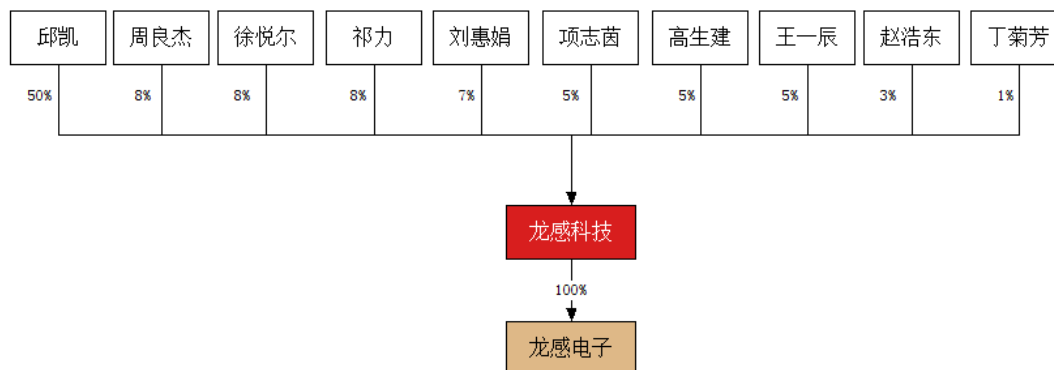 邱凯 周良杰 徐悦尔 祁力 刘惠娟 项志茵 高生建 王一辰 赵浩东 丁菊芳
50% 8% 8% 8% 7% 5% 5% 5% 3% 1%
龙感科技
100%
龙感电子